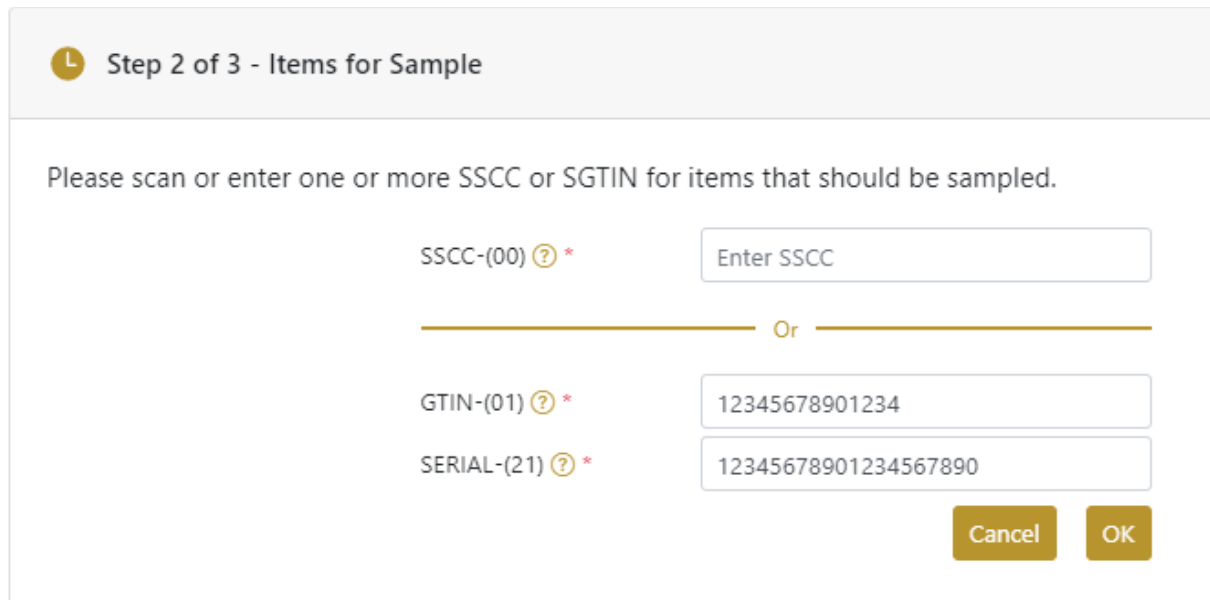 Step 2 of 3 - Items for Sample
Please scan or enter one or more SSCC or SGTIN for items that should be sampled.
SSCC-(00) ? * Enter SSCC
Or
GTIN-(01) ? * 12345678901234
SERIAL-(21) ? * 12345678901234567890
Cancel OK